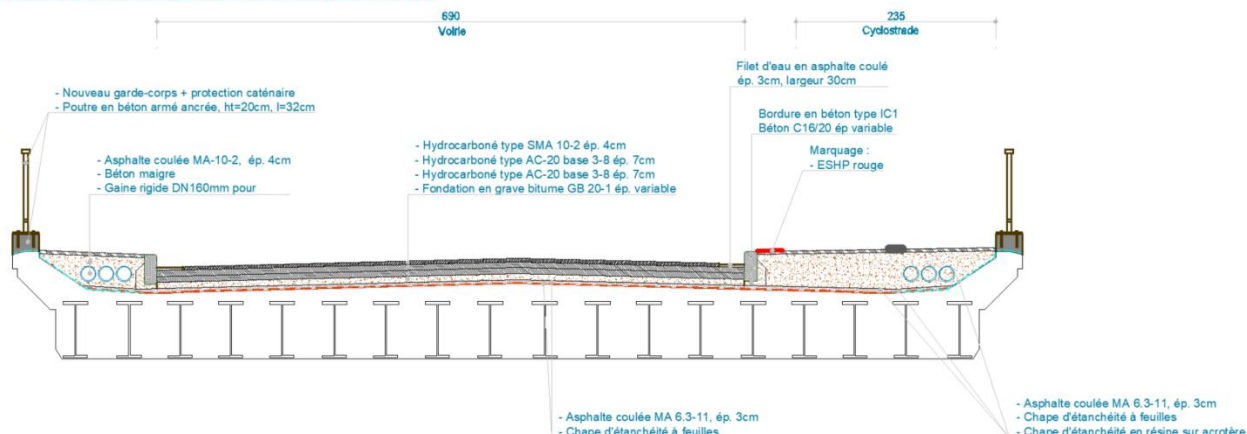 690
Voirie
235
Cyclostrade
Filet d'eau en asphalte coulé
ép. 3cm, largeur 30cm
- Nouveau garde-corps + protection caténaire
- Poutre en béton armé ancrée, ht=20cm, l=32cm
Bordure en béton type IC1
Béton C16/20 ép variable
- Asphalte coulée MA-10-2, ép. 4cm
- Béton maigre
- Gaine rigide DN160mm pour
- Hydrocarboné type SMA 10-2 ép. 4cm
- Hydrocarboné type AC-20 base 3-8 ép. 7cm
- Hydrocarboné type AC-20 base 3-8 ép. 7cm
- Fondation en grave bitume GB 20-1 ép. variable
Marquage :
- ESHP rouge
- Asphalte coulée MA 6.3-11, ép. 3cm
- Chape d'étanchéité à feuilles
- Asphalte coulée MA 6.3-11, ép. 3cm
- Chape d'étanchéité à feuilles
- Chape d'étanchéité en résine sur acrotère